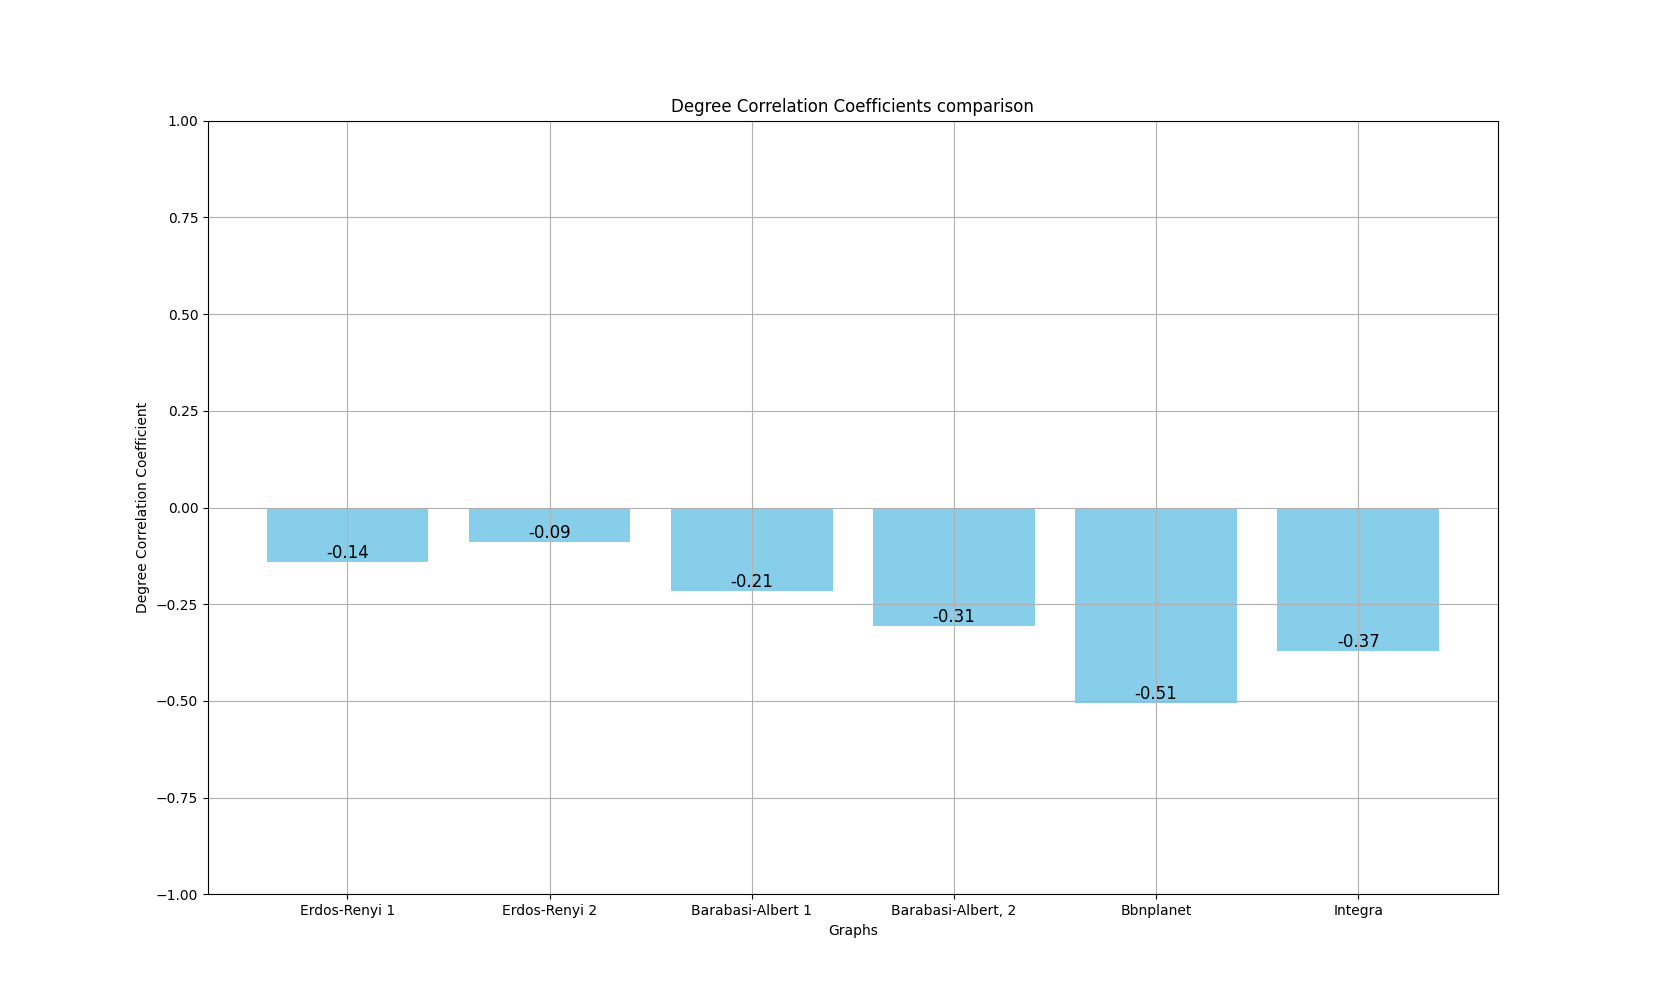 Degree Correlation Coefficients comparison
1.00
0.75
0.50
0.25
0.00
−0.25
−0.50
−0.75
−1.00
Degree Correlation Coefficient
-0.14
-0.09
-0.21
-0.31
-0.51
-0.37
Erdos-Renyi 1
Erdos-Renyi 2
Barabasi-Albert 1
Barabasi-Albert, 2
Bbnplanet
Integra
Graphs